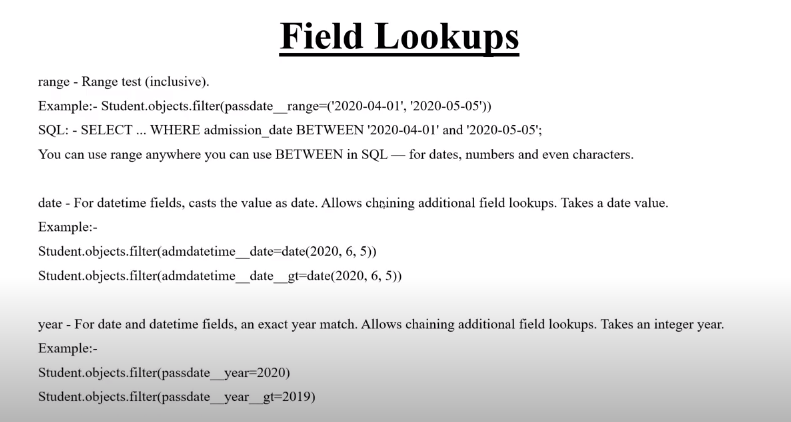 Field Lookups
range - Range test (inclusive).
Example:- Student.objects.filter(passdate__range=('2020-04-01', '2020-05-05'))
SQL: - SELECT ... WHERE admission_date BETWEEN '2020-04-01' and '2020-05-05';
You can use range anywhere you can use BETWEEN in SQL — for dates, numbers and even characters.
date - For datetime fields, casts the value as date. Allows chaining additional field lookups. Takes a date value.
Example:-
Student.objects.filter(admdatetime__date=date(2020, 6, 5))
Student.objects.filter(admdatetime__date__gt=date(2020, 6, 5))
year - For date and datetime fields, an exact year match. Allows chaining additional field lookups. Takes an integer year.
Example:-
Student.objects.filter(passdate__year=2020)
Student.objects.filter(passdate__year__gt=2019)